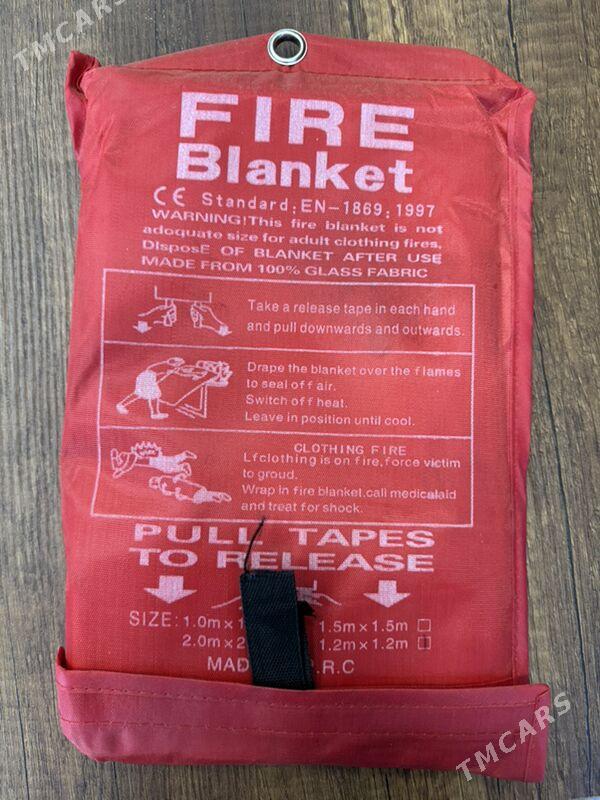 TMCARS
FIRE
Blanket
CE Standard:EN-1869:1997
WARNING!This fire blanket is not
adoquate size for adult clothing fires,
DIsposE OF BLANKET AFTER USE
MADE FROM 100% GLASS FABRIC
Take a release tape in each hand
and pull downwards and outwards.
Drape the blanket over the flames
to seal off air.
Switch off heat.
Leave in position until cool.
CLOTHING FIRE
Lfclothing is on fire,force victim
to groud.
Wrap in fire blanket,call medicalaid
and treat for shock.
PULL TAPES
TO RELEASE
SIZE: 1.0m x 1.5m x 1.5m
2.0m x 1.2m x 1.2m
MAD P.R.C
TMCARS